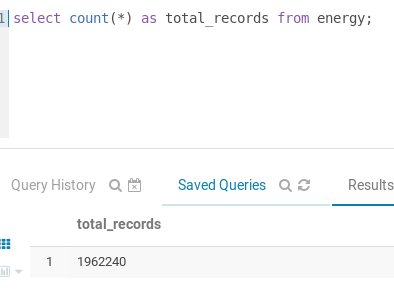 1 select count(*) as total_records from energy;
Query History Saved Queries Results
total_records
1 1962240